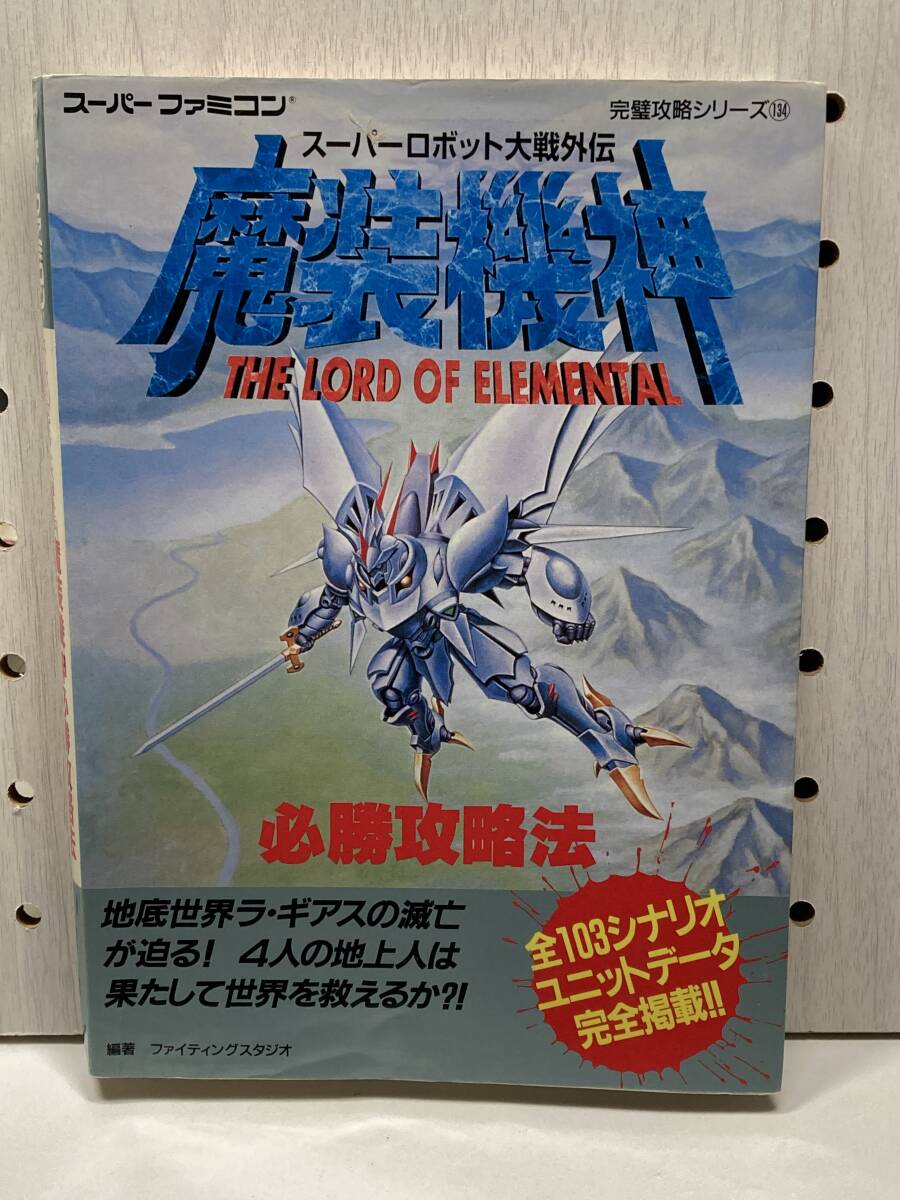 スーパー ファミコン®
完璧攻略シリーズ134
スーパーロボット大戦外伝
魔装機神
THE LORD OF ELEMENTAL
必勝攻略法
地底世界ラ・ギアスの滅亡
が迫る! 4人の地上人は
果たして世界を救えるか?!
全103シナリオ
ユニットデータ
完全掲載!!
編著 ファイティングスタジオ